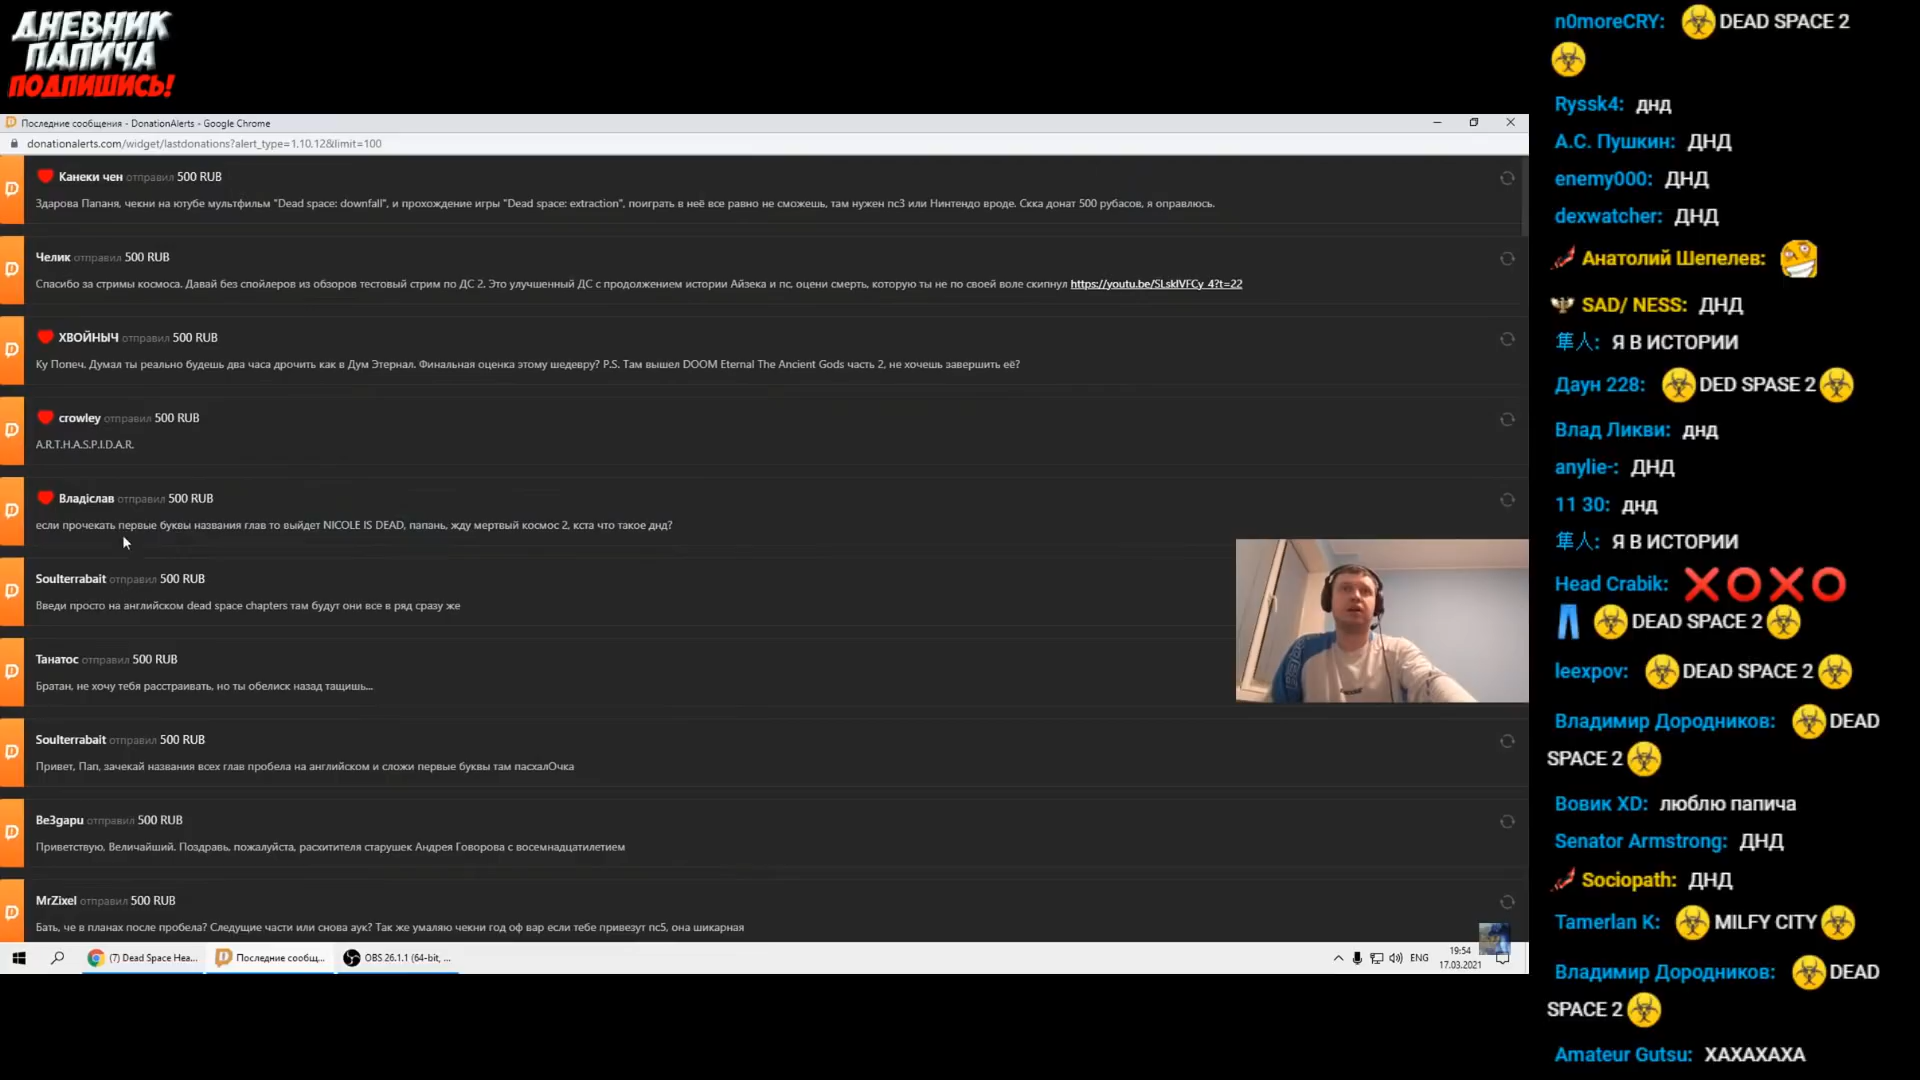 ДНЕВНИК
ПАПИЧА
ПОДПИШИСЬ!
Последние сообщения - DonationAlerts - Google Chrome
donationalerts.com/widget/lastdonations?alert_type=1,10,12&limit=100
Канеки чен отправил 500 RUB
Здарова Папаня, чекни на ютубе мультфильм "Dead space: downfall", и прохождение игры "Dead space: extraction", поиграть в неё все равно не сможешь, там нужен пс3 или Нинтендо вроде. Скка донат 500 рубасов, я оправлюсь.
Челик отправил 500 RUB
Спасибо за стримы космоса. Давай без спойлеров из обзоров тестовый стрим по ДС 2. Это улучшенный ДС с продолжением истории Айзека и пс, оцени смерть, которую ты не по своей воле скипнул https://youtu.be/SLsklVFCy_4?t=22
ХВОЙНЫЧ отправил 500 RUB
Ку Попеч. Думал ты реально будешь два часа дрочить как в Дум Этернал. Финальная оценка этому шедевру? P.S. Там вышел DOOM Eternal The Ancient Gods часть 2, не хочешь завершить её?
crowley отправил 500 RUB
A.R.T.H.A.S.P.I.D.A.R.
Владіслав отправил 500 RUB
если прочекать первые буквы названия глав то выйдет NICOLE IS DEAD, папань, жду мертвый космос 2, кста что такое днд?
Soulterrabait отправил 500 RUB
Введи просто на английском dead space chapters там будут они все в ряд сразу же
Танатос отправил 500 RUB
Братан, не хочу тебя расстраивать, но ты обелиск назад тащишь...
Soulterrabait отправил 500 RUB
Привет, Пап, зачекай названия всех глав пробела на английском и сложи первые буквы там пасхалОчка
Ве3дари отправил 500 RUB
Приветствую, Величайший. Поздравь, пожалуйста, расхитителя старушек Андрея Говорова с восемнадцатилетием
MrZixel отправил 500 RUB
Бать, че в планах после пробела? Следущие части или снова аук? Так же умаляю чекни год оф вар если тебе привезут пс5, она шикарная
(7) Dead Space Hea...
Последние сообщ...
OBS 26.1.1 (64-bit, ...
ENG
19:54
17.03.2021
n0moreCRY: DEAD SPACE 2
Ryssk4: днд
А.С. Пушкин: ДНД
enemy000: ДНД
dexwatcher: ДНД
Анатолий Шепелев:
SAD/ NESS: ДНД
隼人: Я В ИСТОРИИ
Даун 228: DED SPASE 2
Влад Ликви: днд
anylie-: ДНД
11 30: днд
隼人: Я В ИСТОРИИ
Head Crabik:
DEAD SPACE 2
leexpov: DEAD SPACE 2
Владимир Дородников: DEAD
SPACE 2
Вовик XD: люблю папича
Senator Armstrong: ДНД
Sociopath: ДНД
Tamerlan K: MILFY CITY
Владимир Дородников: DEAD
SPACE 2
Amateur Gutsu: ХАХАХАХА